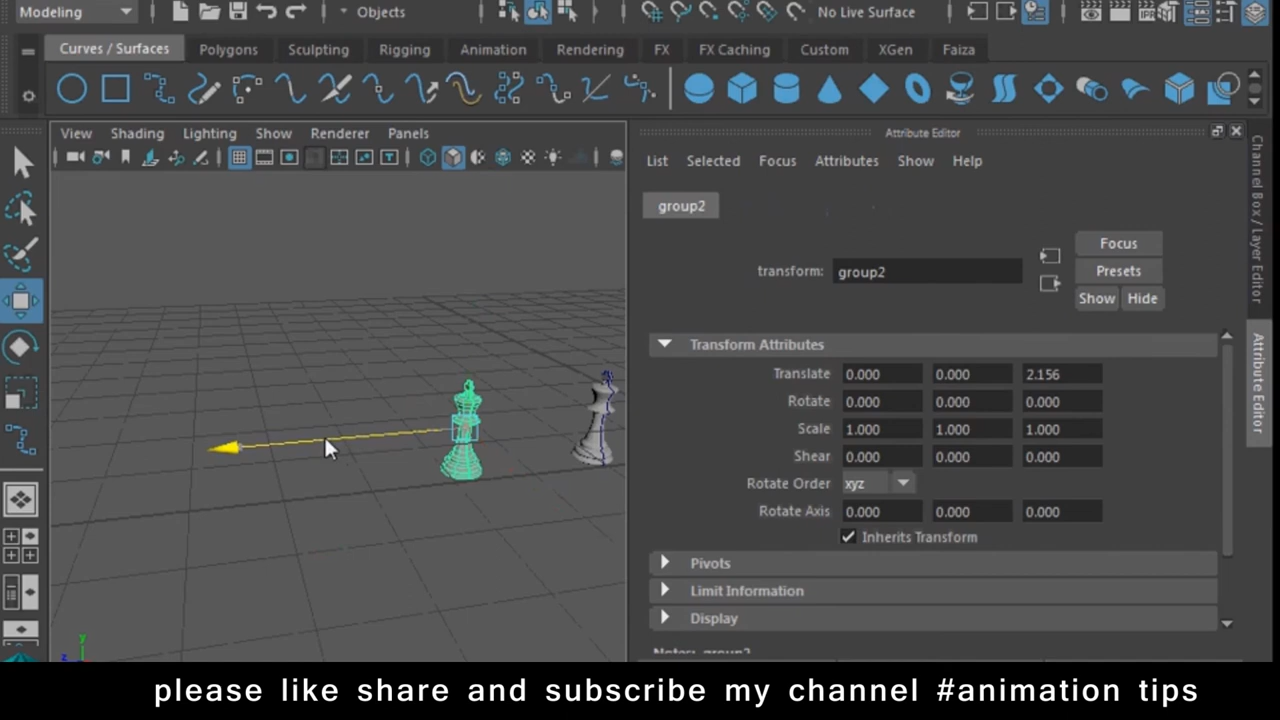 Modeling
Objects
No Live Surface
IPR
Curves / Surfaces Polygons Sculpting Rigging Animation Rendering FX FX Caching Custom XGen Faiza
View Shading Lighting Show Renderer Panels
Attribute Editor
List Selected Focus Attributes Show Help
group2
transform: group2
Focus
Presets
Show Hide
Transform Attributes
Translate 0.000 0.000 2.156
Rotate 0.000 0.000 0.000
Scale 1.000 1.000 1.000
Shear 0.000 0.000 0.000
Rotate Order xyz
Rotate Axis 0.000 0.000 0.000
Inherits Transform
Pivots
Limit Information
Display
Notes: group2
Channel Box / Layer Editor
Attribute Editor
y
z
please like share and subscribe my channel #animation tips